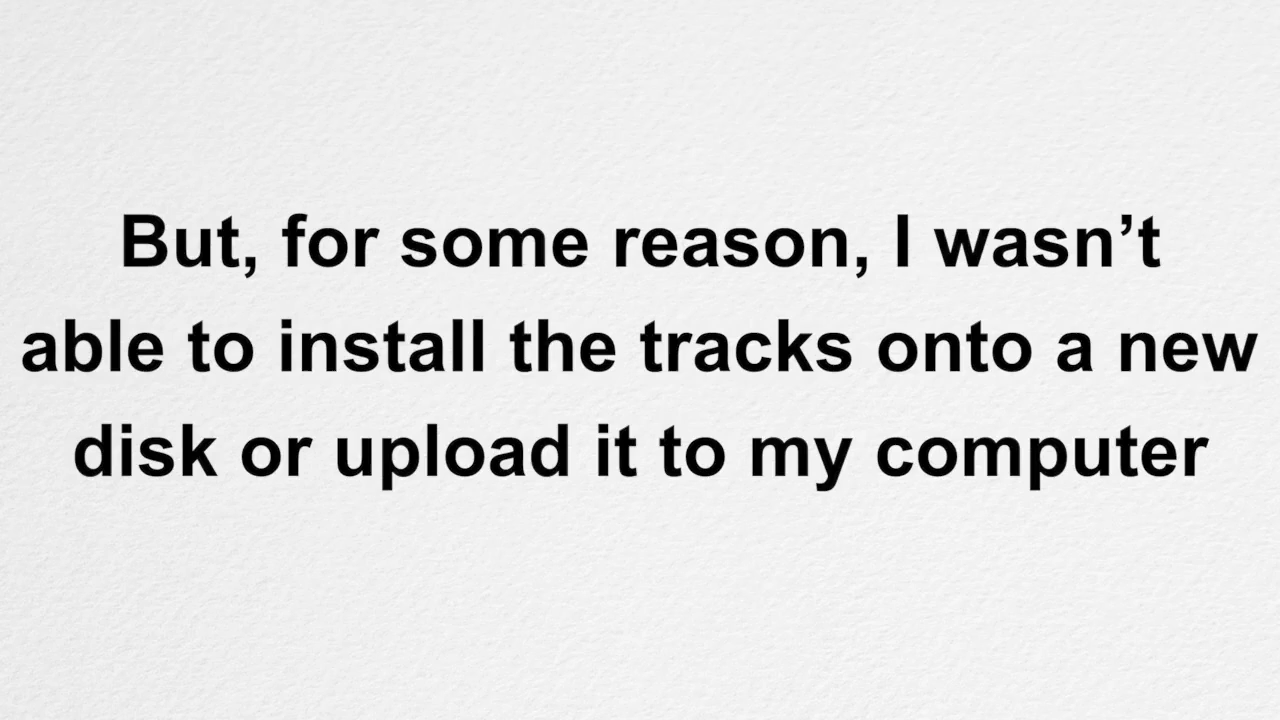 But, for some reason, I wasn’t
able to install the tracks onto a new
disk or upload it to my computer